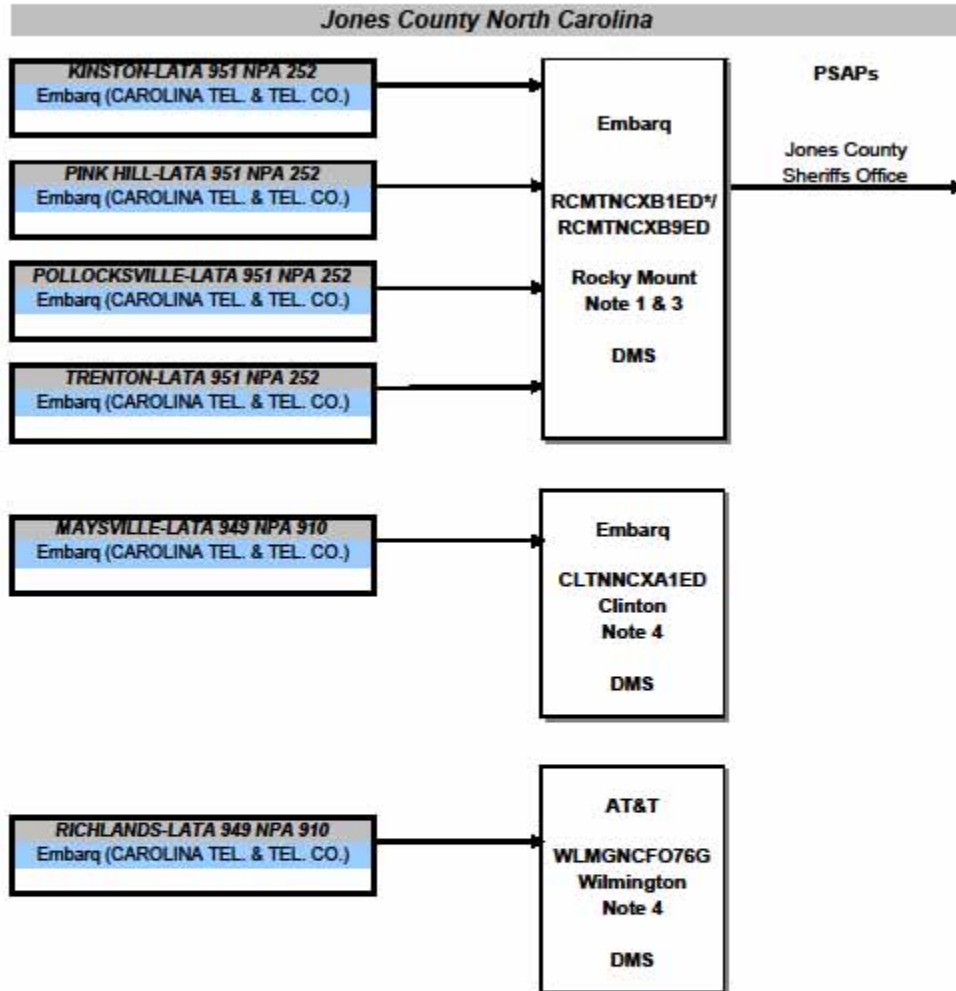 Jones County North Carolina
KINSTON-LATA 951 NPA 252
Embarq (CAROLINA TEL. & TEL. CO.)
PINK HILL-LATA 951 NPA 252
Embarq (CAROLINA TEL. & TEL. CO.)
POLLOCKSVILLE-LATA 951 NPA 252
Embarq (CAROLINA TEL. & TEL. CO.)
TRENTON-LATA 951 NPA 252
Embarq (CAROLINA TEL. & TEL. CO.)
Embarq
RCMTNCXB1ED*/
RCMTNCXB9ED
Rocky Mount
Note 1 & 3
DMS
PSAPs
Jones County
Sheriffs Office
MAYSVILLE-LATA 949 NPA 910
Embarq (CAROLINA TEL. & TEL. CO.)
Embarq
CLTNNCXA1ED
Clinton
Note 4
DMS
RICHLANDS-LATA 949 NPA 910
Embarq (CAROLINA TEL. & TEL. CO.)
AT&T
WLMGNCFO76G
Wilmington
Note 4
DMS